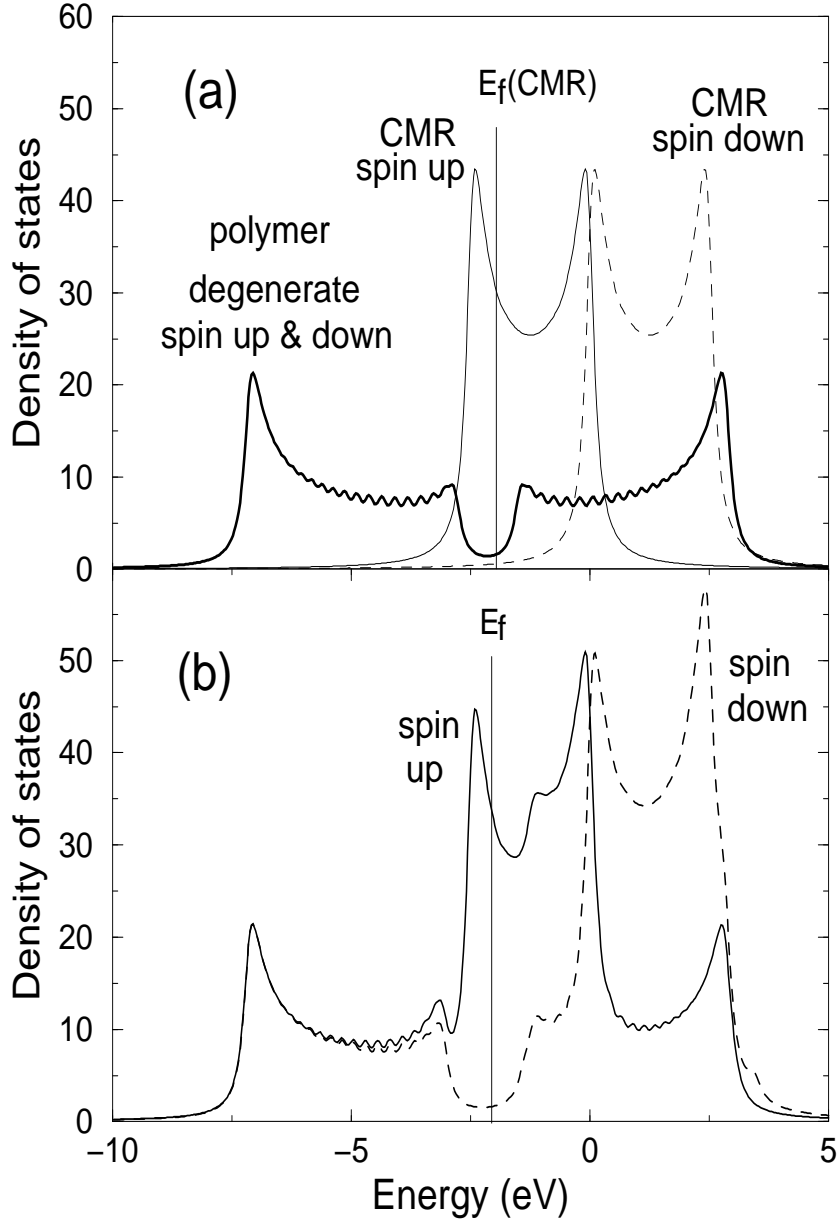 60
50
40
30
20
10
0
Density of states
(a)
E_f(CMR)
CMR
spin up
CMR
spin down
polymer
degenerate
spin up & down
50
40
30
20
10
0
Density of states
(b)
E_f
spin
up
spin
down
−10
−5
0
5
Energy (eV)